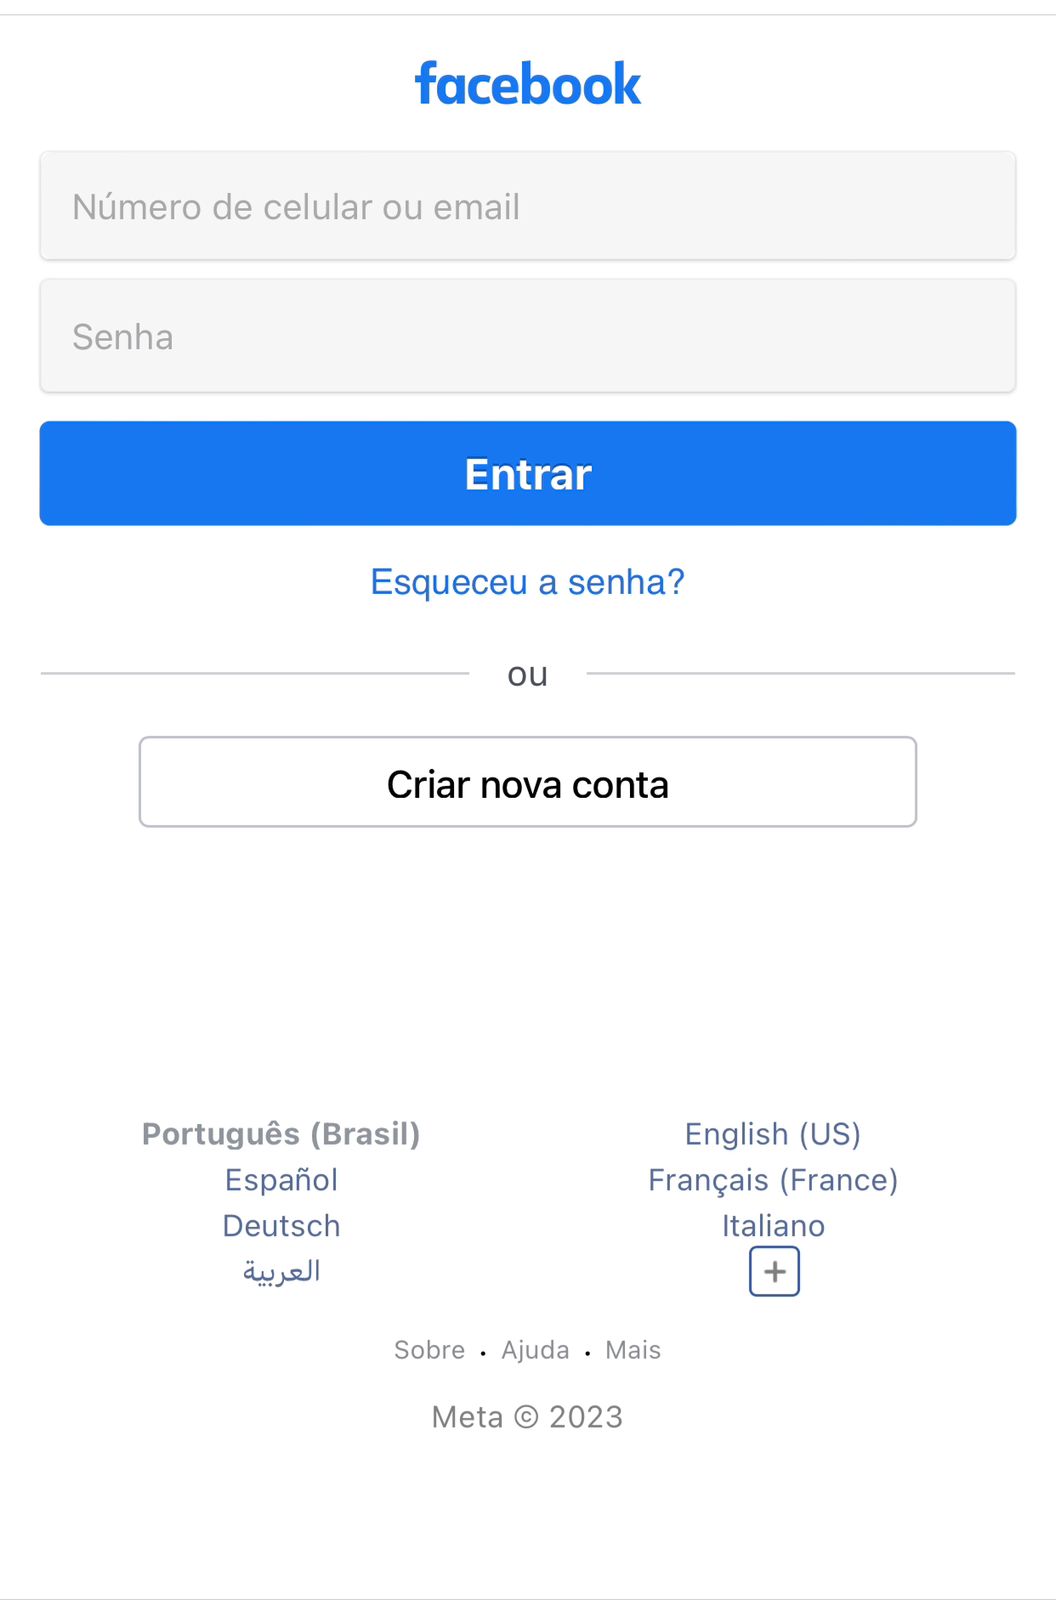 facebook
Número de celular ou email
Senha
Entrar
Esqueceu a senha?
ou
Criar nova conta
Português (Brasil) English (US)
Español Français (France)
Deutsch Italiano
العربية +
Sobre · Ajuda · Mais
Meta © 2023